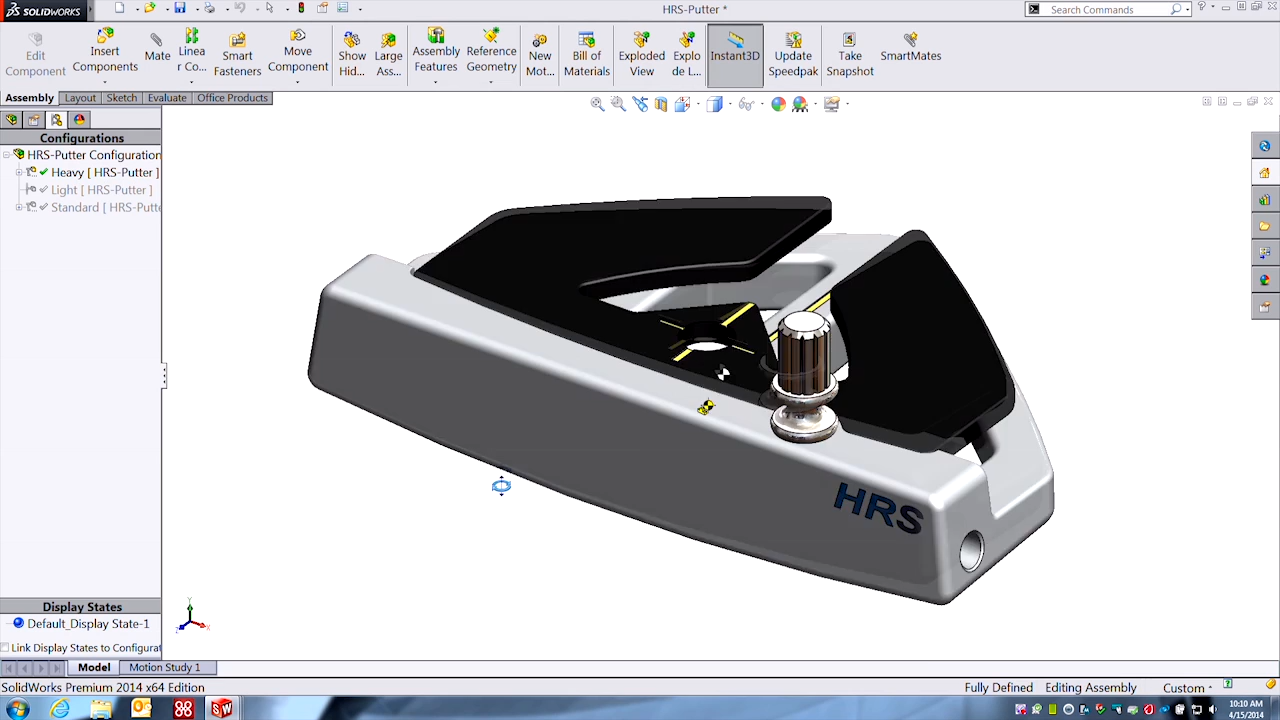 SOLIDWORKS
HRS-Putter *
Search Commands
Edit Component
Insert Components
Mate
Linea r Co...
Smart Fasteners
Move Component
Show Hid...
Large Ass...
Assembly Features
Reference Geometry
New Mot...
Bill of Materials
Exploded View
Explo de L...
Instant3D
Update Speedpak
Take Snapshot
SmartMates
Assembly
Layout
Sketch
Evaluate
Office Products
Configurations
HRS-Putter Configuration
Heavy [ HRS-Putter ]
Light [ HRS-Putter ]
Standard [ HRS-Putte
HRS
Display States
Default_Display State-1
Link Display States to Configurat
Model
Motion Study 1
SolidWorks Premium 2014 x64 Edition
Fully Defined
Editing Assembly
Custom
10:10 AM
4/15/2014